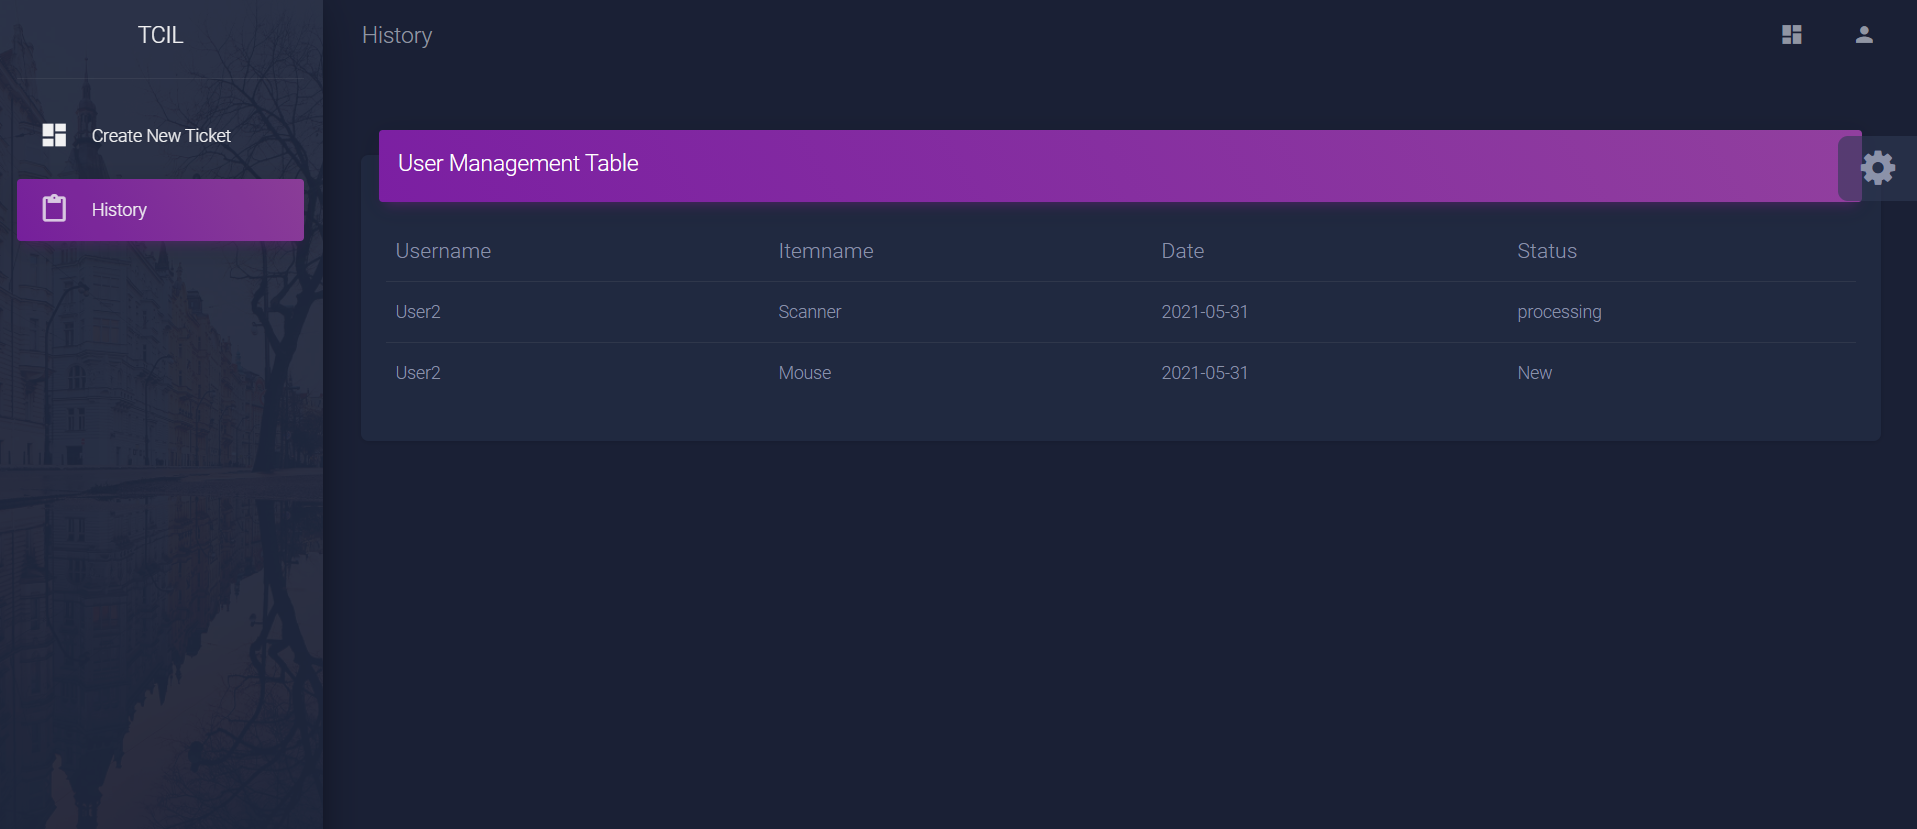 TCIL
History
Create New Ticket
History
User Management Table
Username Itemname Date Status
User2 Scanner 2021-05-31 processing
User2 Mouse 2021-05-31 New